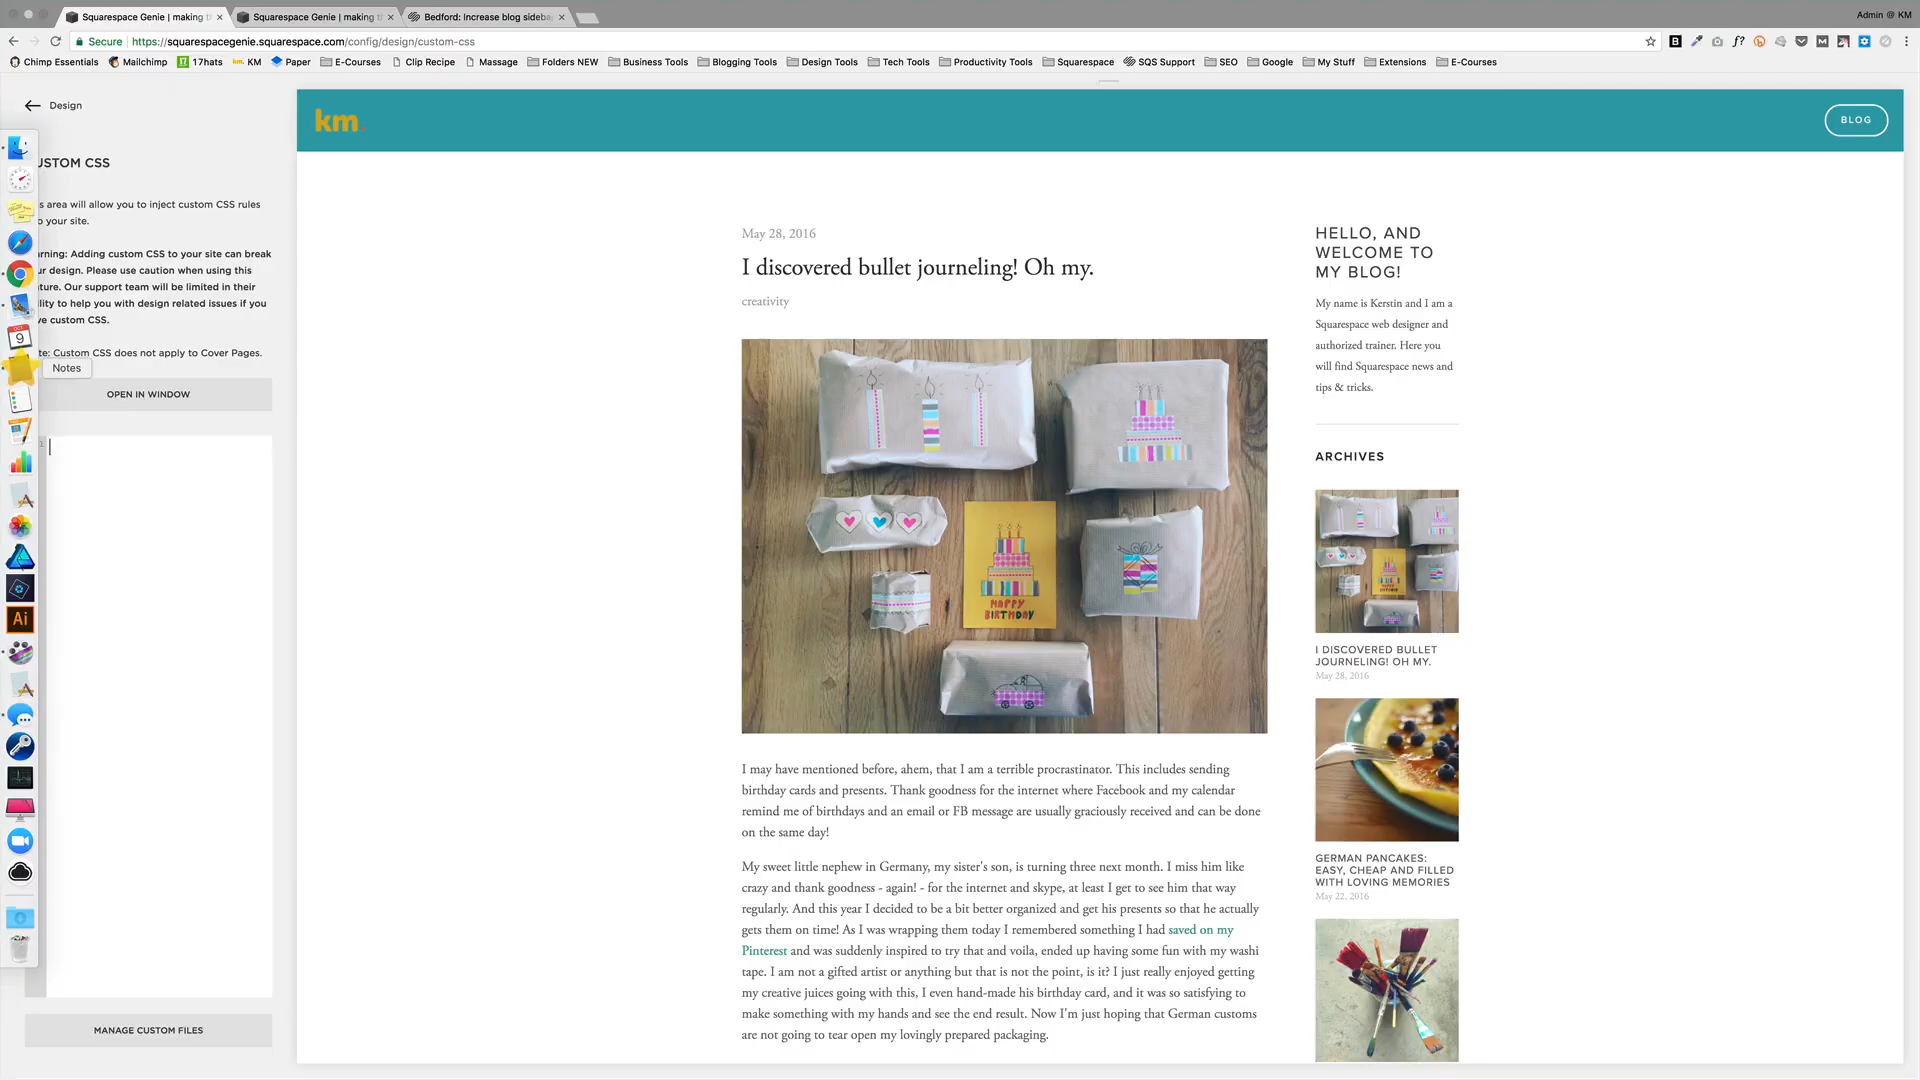 Admin @ KM
Squarespace Genie | making th
Squarespace Genie | making th
Bedford: Increase blog sideba
Secure
https://squarespacegenie.squarespace.com/config/design/custom-css
Chimp Essentials
Mailchimp
17hats
KM
Paper
E-Courses
Clip Recipe
Massage
Folders NEW
Business Tools
Blogging Tools
Design Tools
Tech Tools
Productivity Tools
Squarespace
SQS Support
SEO
Google
My Stuff
Extensions
E-Courses
Design
USTOM CSS
s area will allow you to inject custom CSS rules
o your site.
rning: Adding custom CSS to your site can break
ur design. Please use caution when using this
ture. Our support team will be limited in their
lity to help you with design related issues if you
ve custom CSS.
te: Custom CSS does not apply to Cover Pages.
Notes
OPEN IN WINDOW
MANAGE CUSTOM FILES
km.
BLOG
May 28, 2016
I discovered bullet journeling! Oh my.
creativity
HAPPY
BIRTHDAY
I may have mentioned before, ahem, that I am a terrible procrastinator. This includes sending
birthday cards and presents. Thank goodness for the internet where Facebook and my calendar
remind me of birthdays and an email or FB message are usually graciously received and can be done
on the same day!
My sweet little nephew in Germany, my sister's son, is turning three next month. I miss him like
crazy and thank goodness - again! - for the internet and skype, at least I get to see him that way
regularly. And this year I decided to be a bit better organized and get his presents so that he actually
gets them on time! As I was wrapping them today I remembered something I had saved on my
Pinterest and was suddenly inspired to try that and voila, ended up having some fun with my washi
tape. I am not a gifted artist or anything but that is not the point, is it? I just really enjoyed getting
my creative juices going with this, I even hand-made his birthday card, and it was so satisfying to
make something with my hands and see the end result. Now I'm just hoping that German customs
are not going to tear open my lovingly prepared packaging.
HELLO, AND
WELCOME TO
MY BLOG!
My name is Kerstin and I am a
Squarespace web designer and
authorized trainer. Here you
will find Squarespace news and
tips & tricks.
ARCHIVES
I DISCOVERED BULLET
JOURNELING! OH MY.
May 28, 2016
GERMAN PANCAKES:
EASY, CHEAP AND FILLED
WITH LOVING MEMORIES
May 22, 2016
OCT
9
Ai